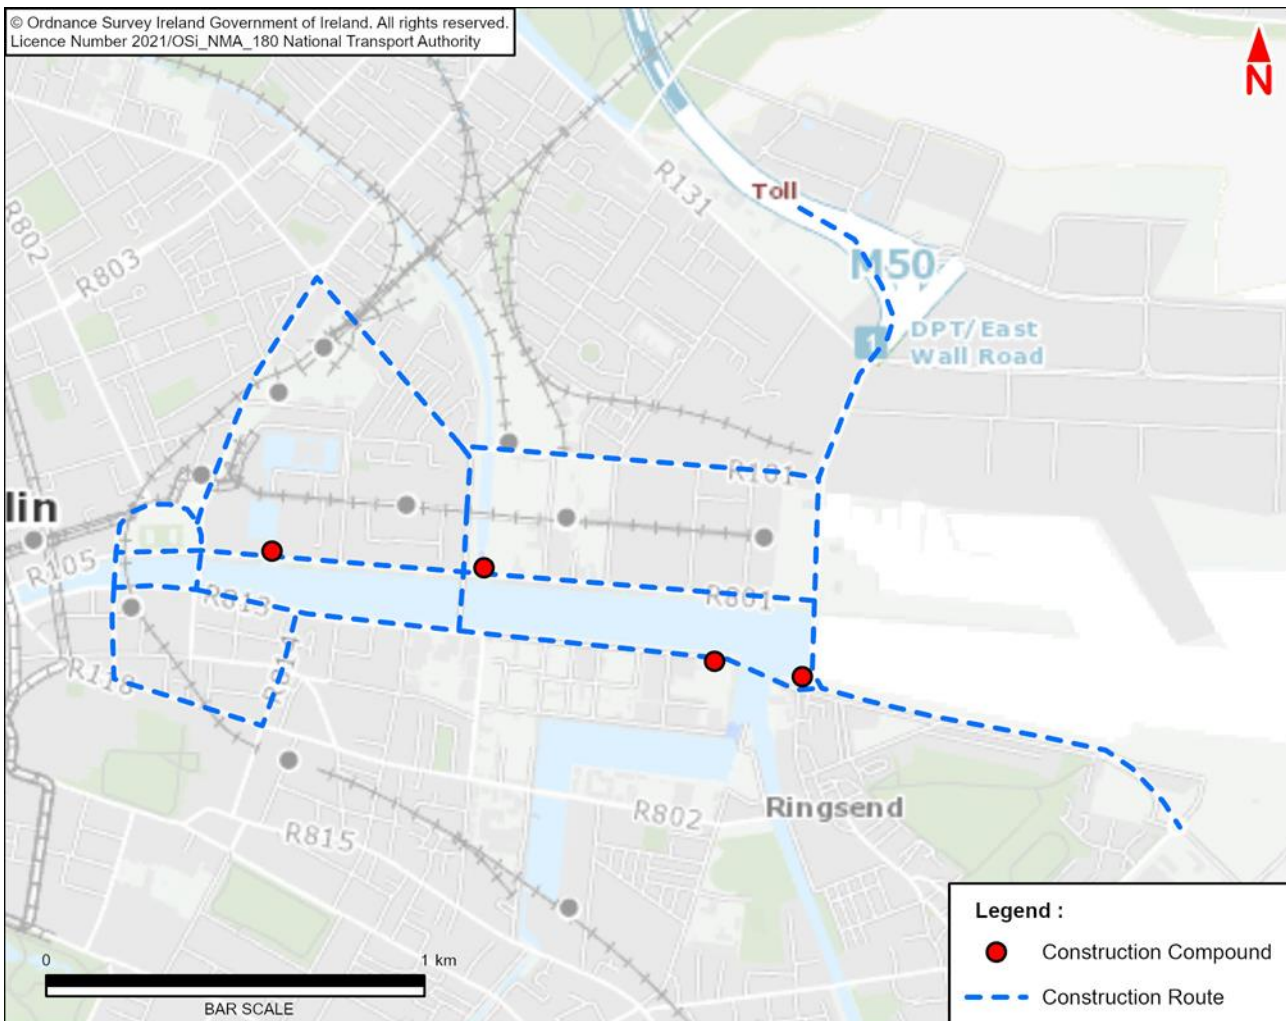 © Ordnance Survey Ireland Government of Ireland. All rights reserved.
Licence Number 2021/OSi_NMA_180 National Transport Authority
N
R131
Toll
R802
R803
M50
1
DPT/East
Wall Road
R101
lin
R105
R801
R813
R118
R814
R802
Ringsend
R815
0
1 km
BAR SCALE
Legend :
Construction Compound
Construction Route